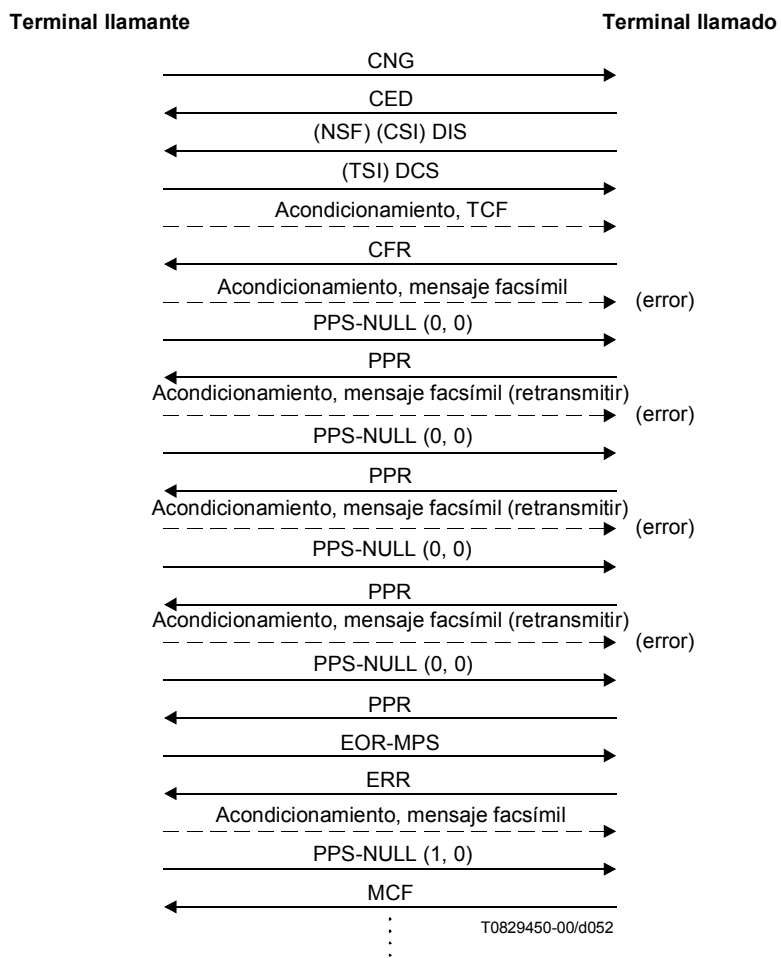 Terminal llamante Terminal llamado
CNG
CED
(NSF) (CSI) DIS
(TSI) DCS
Acondicionamiento, TCF
CFR
Acondicionamiento, mensaje facsímil
(error)
PPS-NULL (0, 0)
PPR
Acondicionamiento, mensaje facsímil (retransmitir)
(error)
PPS-NULL (0, 0)
PPR
Acondicionamiento, mensaje facsímil (retransmitir)
(error)
PPS-NULL (0, 0)
PPR
Acondicionamiento, mensaje facsímil (retransmitir)
(error)
PPS-NULL (0, 0)
PPR
EOR-MPS
ERR
Acondicionamiento, mensaje facsímil
PPS-NULL (1, 0)
MCF
T0829450-00/d052